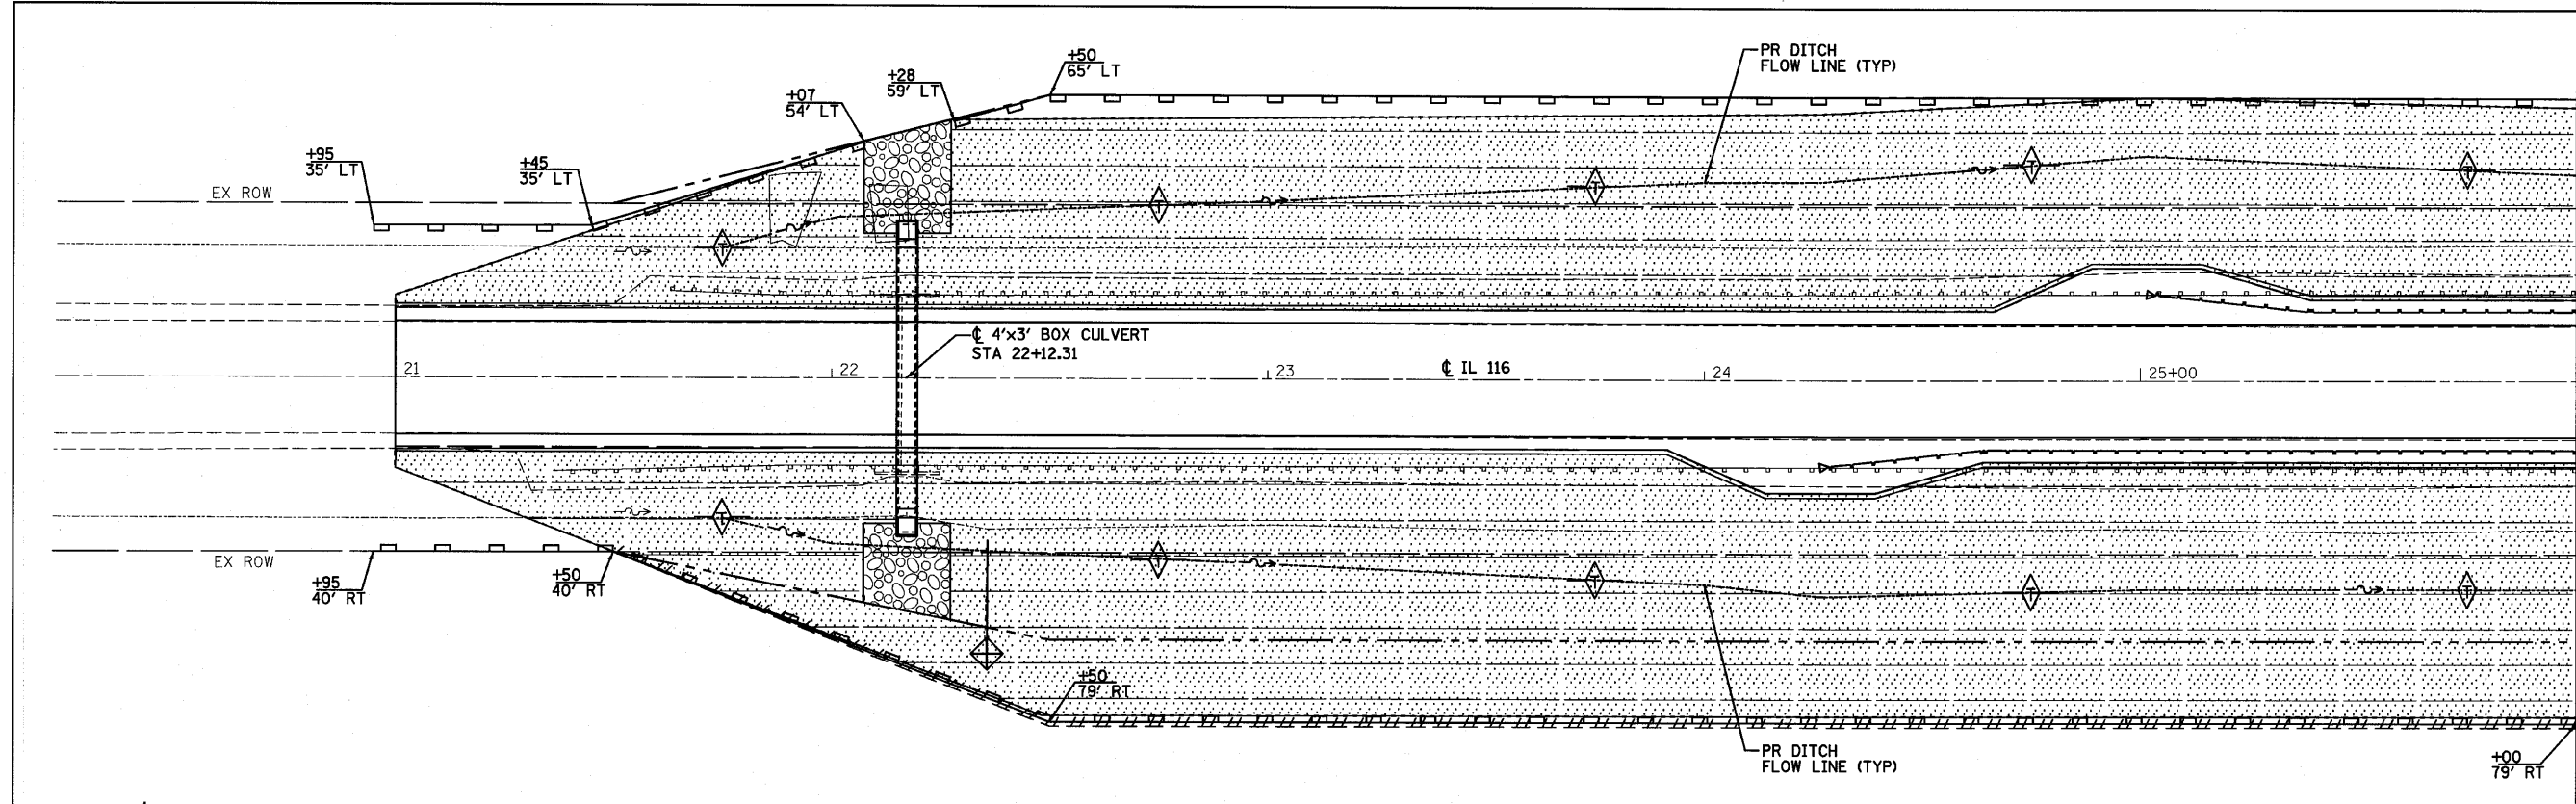 +50
65' LT
PR DITCH
FLOW LINE (TYP)
+28
59' LT
+07
54' LT
+95
35' LT
+45
35' LT
EX ROW
T
T
T
T
T
℄ 4'x3' BOX CULVERT
STA 22+12.31
21
22
23
℄ IL 116
24
25+00
T
T
T
T
T
EX ROW
+95
40' RT
+50
40' RT
+50
79' RT
PR DITCH
FLOW LINE (TYP)
+00
79' RT